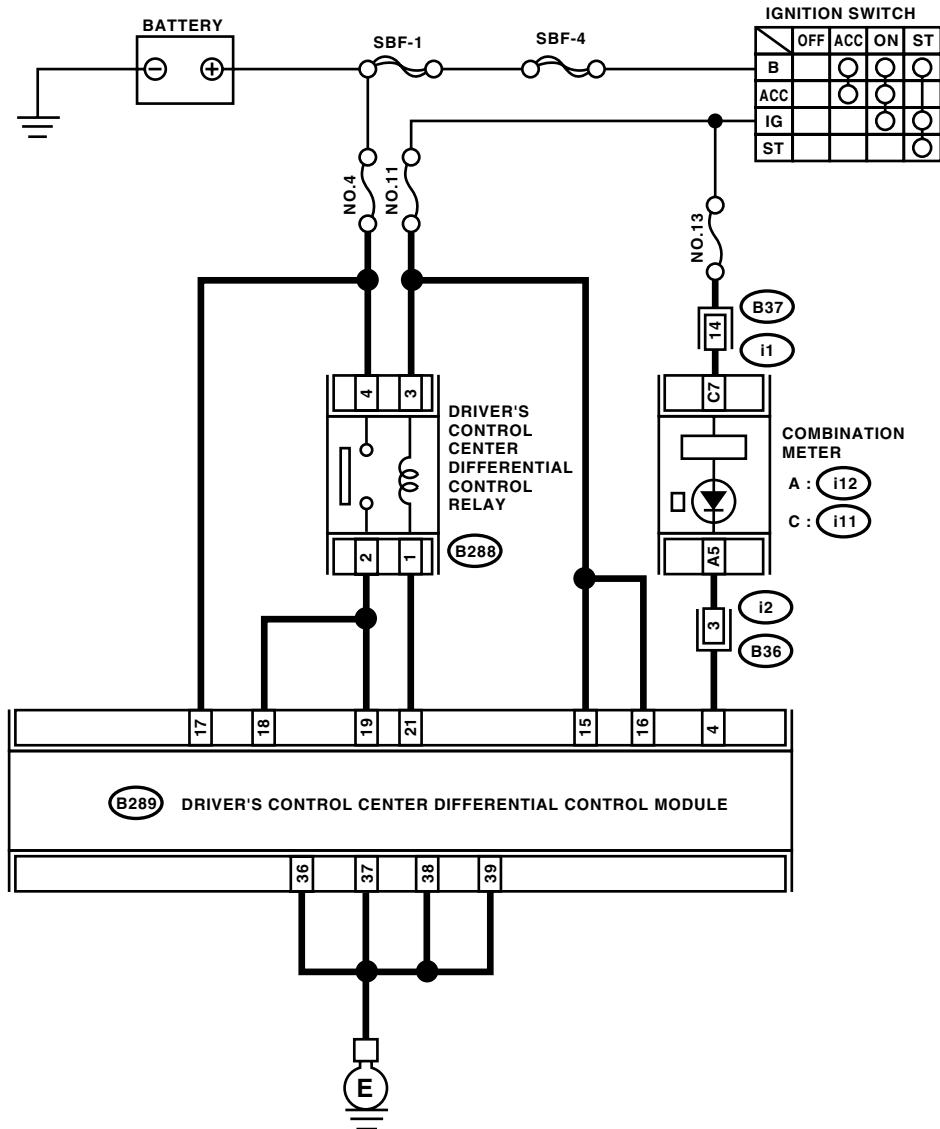 IGNITION SWITCH
BATTERY
SBF-1
SBF-4
OFF ACC ON ST
B
ACC
IG
ST
NO.4
NO.11
NO.13
B37
14
i1
4 3
C7
DRIVER'S
CONTROL
CENTER
DIFFERENTIAL
CONTROL
RELAY
COMBINATION
METER
A : i12
C : i11
2 1
B288
A5
i2
3
B36
17 18 19 21 15 16 4
B289 DRIVER'S CONTROL CENTER DIFFERENTIAL CONTROL MODULE
36 37 38 39
E